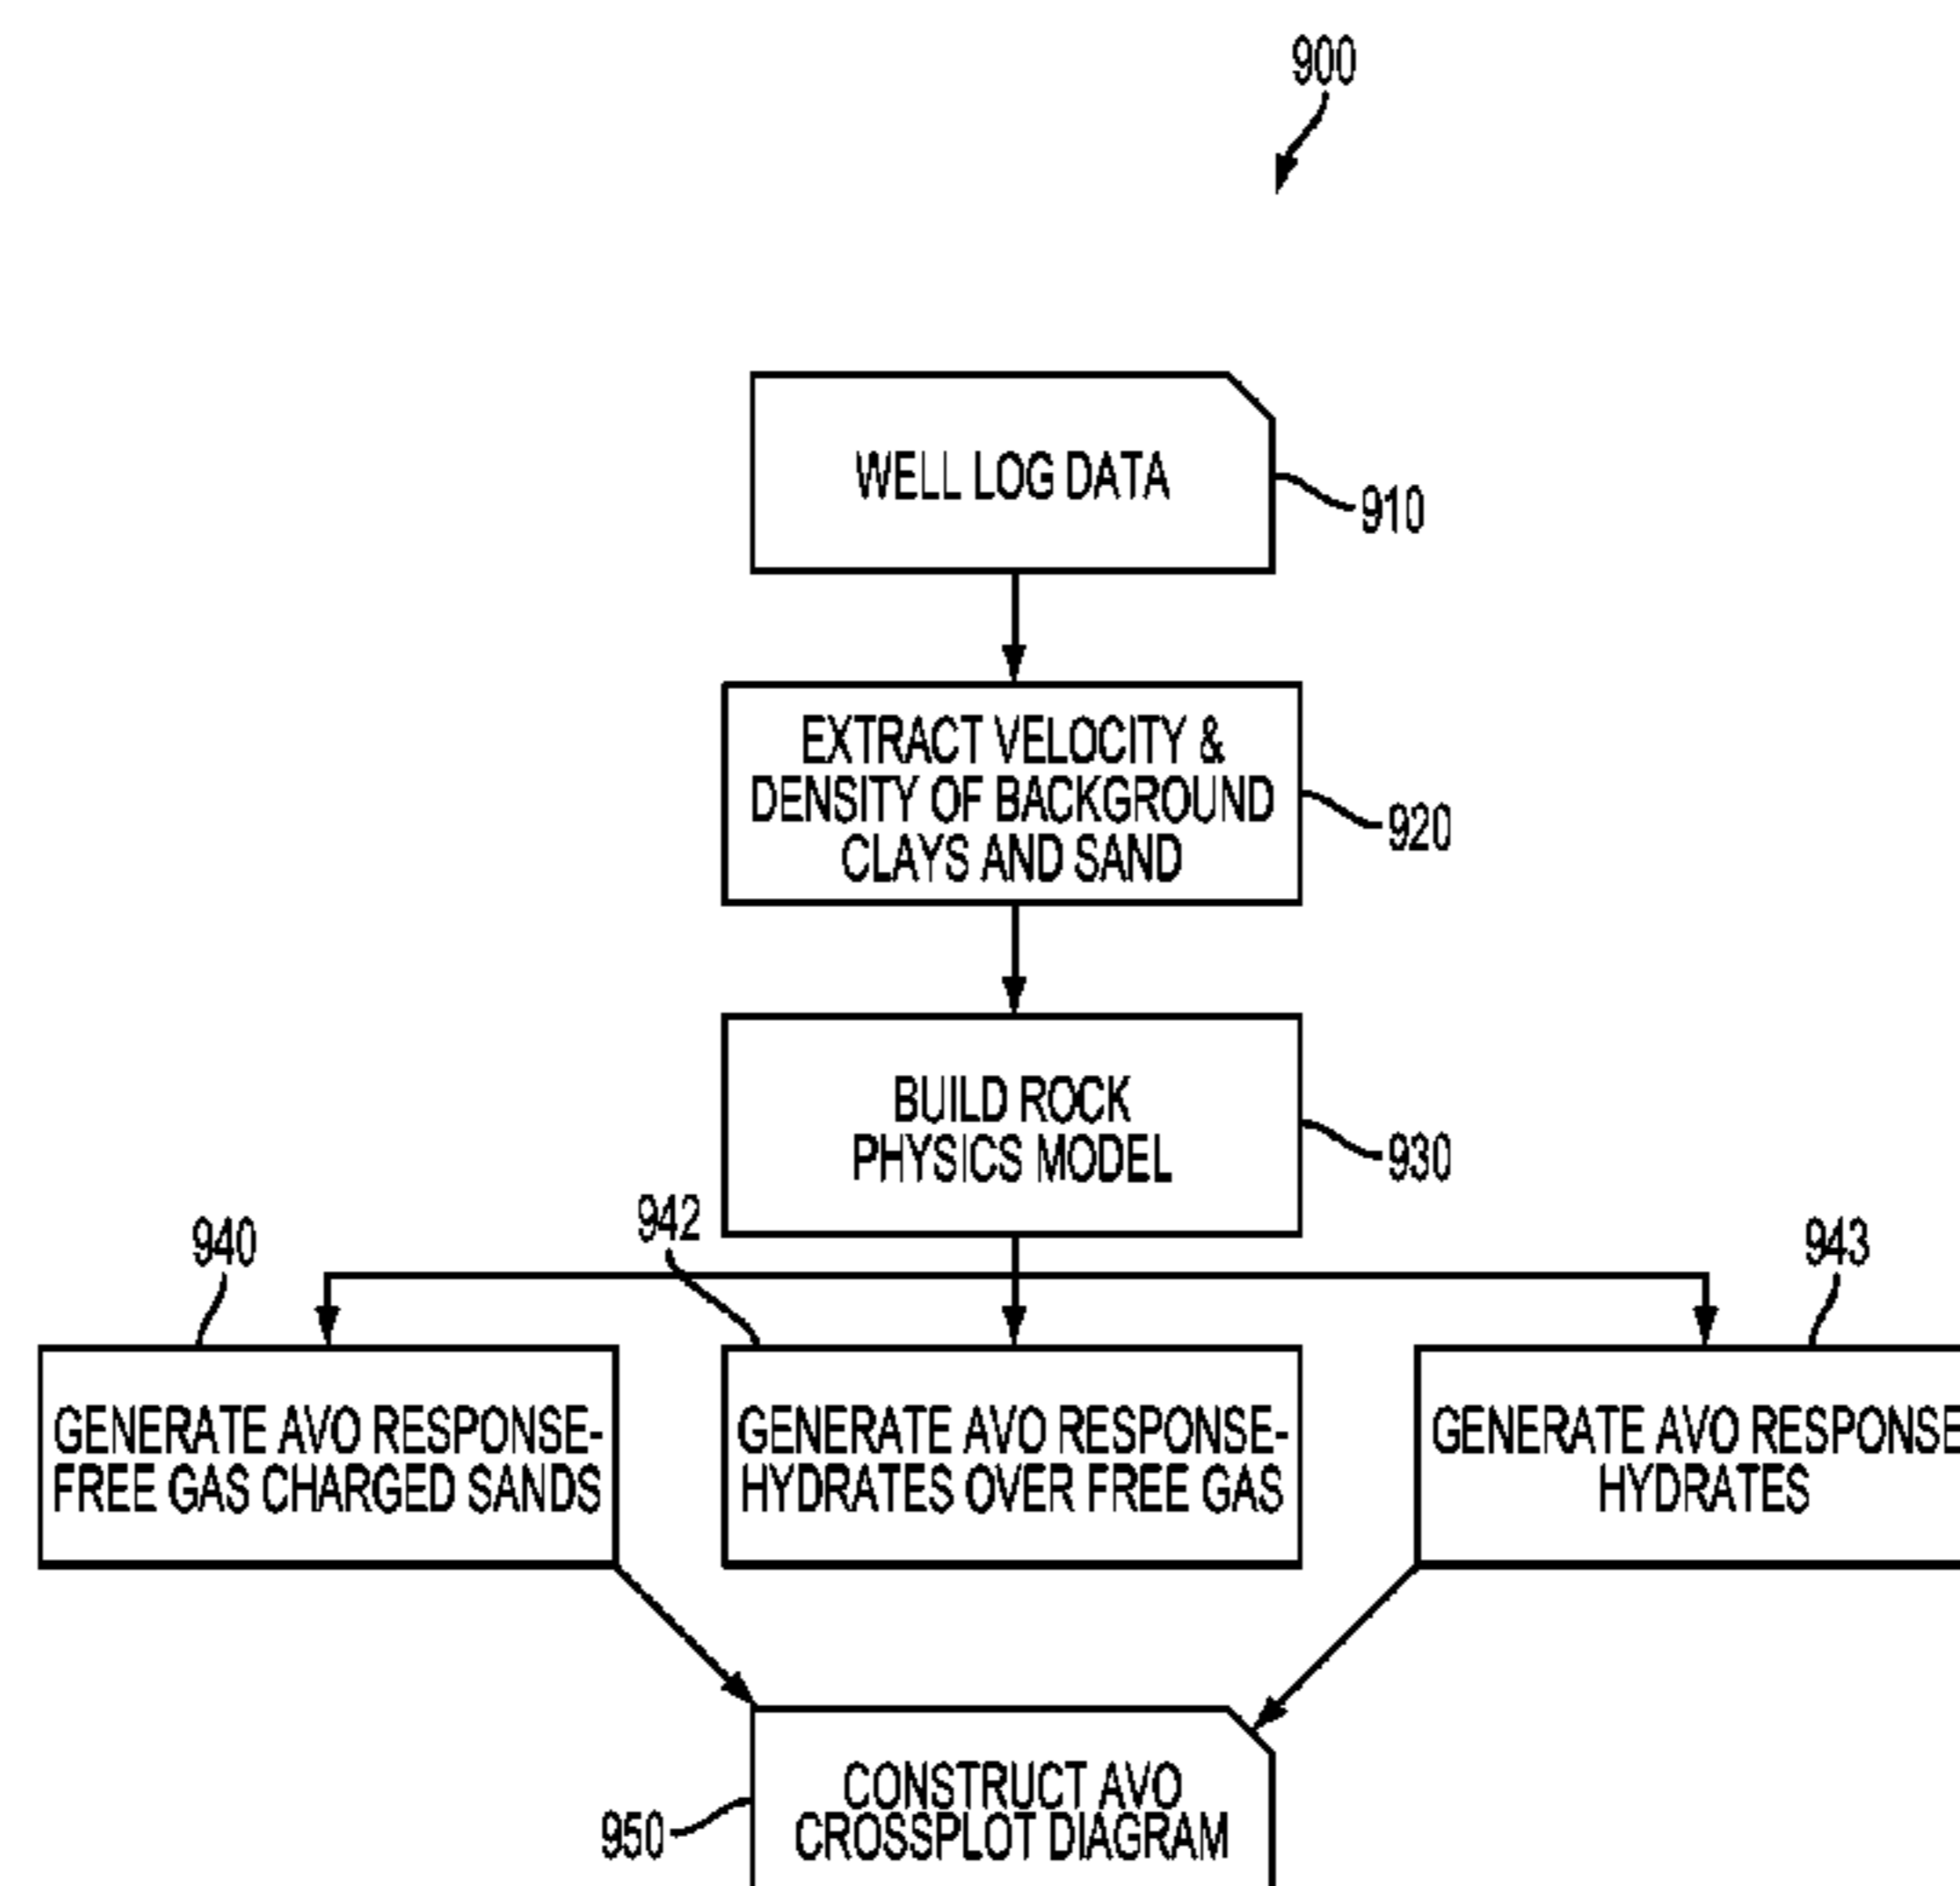 900
WELL LOG DATA
910
EXTRACT VELOCITY &
DENSITY OF BACKGROUND
CLAYS AND SAND
920
BUILD ROCK
PHYSICS MODEL
930
940
942
943
GENERATE AVO RESPONSE-
FREE GAS CHARGED SANDS
GENERATE AVO RESPONSE-
HYDRATES OVER FREE GAS
GENERATE AVO RESPONSE
HYDRATES
CONSTRUCT AVO
CROSSPLOT DIAGRAM
950